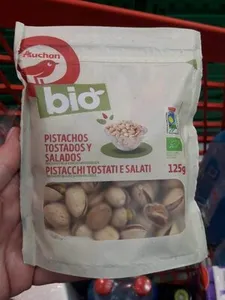 Auchan
bio
PISTACHOS
TOSTADOS Y
SALADOS
PISTACCHI TOSTATI E SALATI
125g